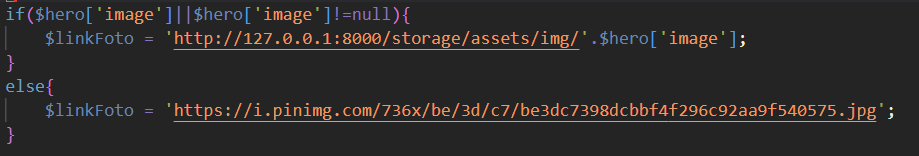 if($hero['image']||$hero['image']!=null){
    $linkFoto = 'http://127.0.0.1:8000/storage/assets/img/'.$hero['image'];
}
else{
    $linkFoto = 'https://i.pinimg.com/736x/be/3d/c7/be3dc7398dcbbf4f296c92aa9f540575.jpg';
}